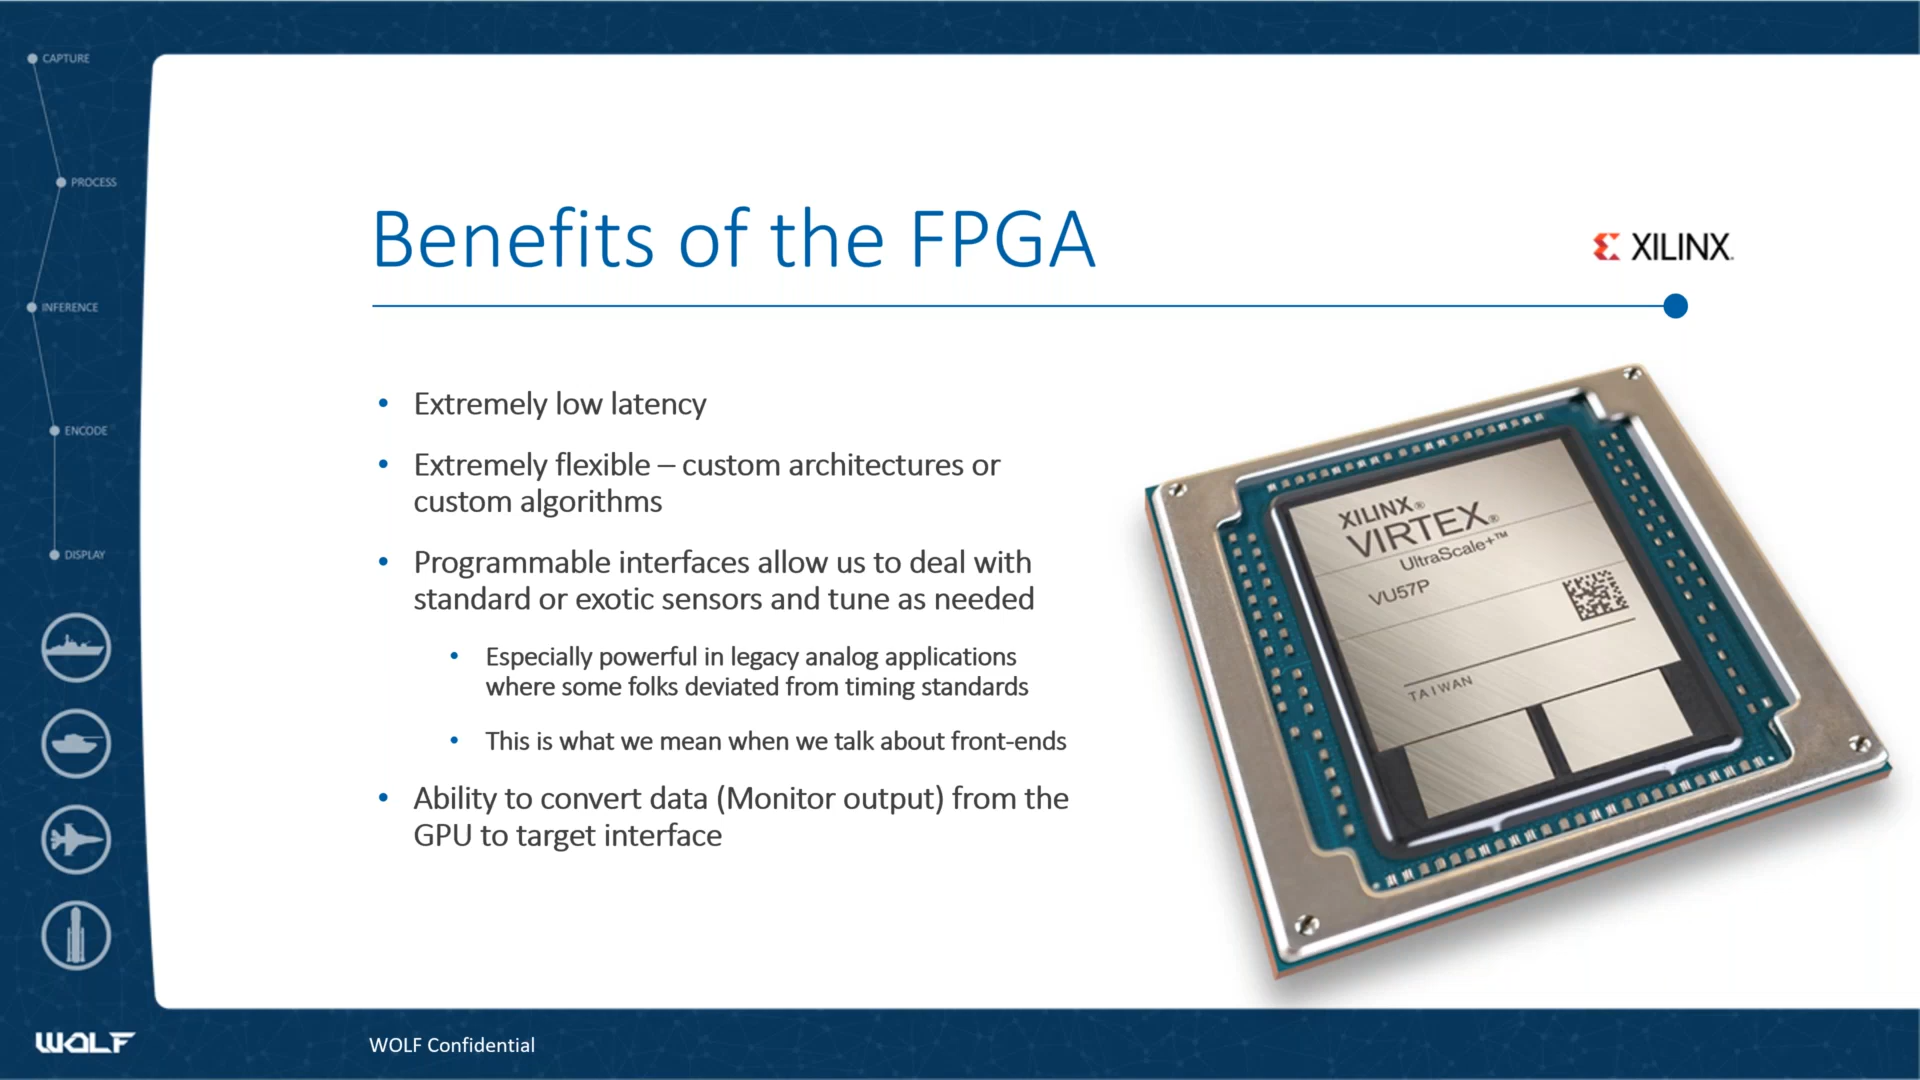 CAPTURE
PROCESS
INFERENCE
ENCODE
DISPLAY
Benefits of the FPGA
XILINX
• Extremely low latency
• Extremely flexible – custom architectures or
custom algorithms
• Programmable interfaces allow us to deal with
standard or exotic sensors and tune as needed
• Especially powerful in legacy analog applications
where some folks deviated from timing standards
• This is what we mean when we talk about front-ends
• Ability to convert data (Monitor output) from the
GPU to target interface
XILINX®
VIRTEX®
UltraScale+™
VU57P
TAIWAN
WOLF
WOLF Confidential